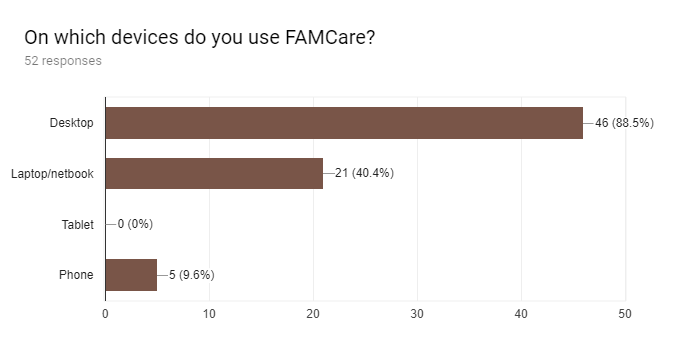 On which devices do you use FAMCare?
52 responses
Desktop
46 (88.5%)
Laptop/netbook
21 (40.4%)
Tablet
0 (0%)
Phone
5 (9.6%)
0 10 20 30 40 50